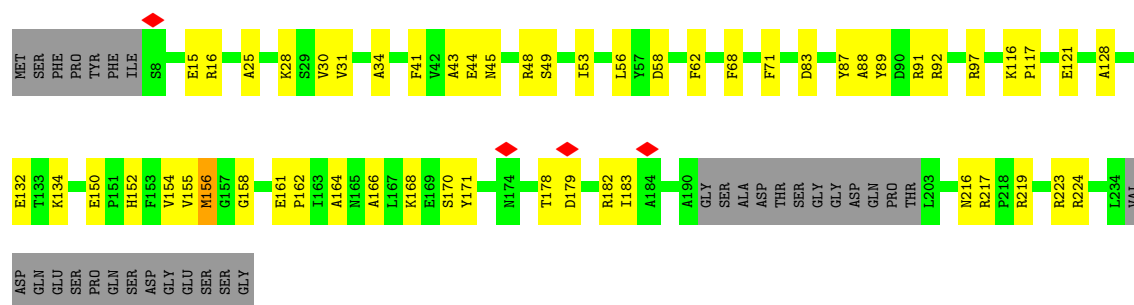 MET SER PHE PRO TYR PHE ILE S8 E15 R16 A25 K28 S29 V30 V31 A34 F41 V42 A43 E44 N45 R48 S49 I53 L56 Y57 D58 F62 F68 F71 D83 Y87 A88 Y89 D90 R91 R92 R97 K116 P117 E121 A128
E132 T133 K134 E150 P151 H152 F153 V154 V155 M156 G157 G158 E161 P162 I163 A164 N165 A166 L167 K168 E169 S170 Y171 N174 T178 D179 R182 I183 A184 A190 GLY SER ALA ASP THR SER GLY GLY ASP GLN PRO THR L203 N216 R217 P218 R219 R223 R224 L234
ASP GLN GLU SER PRO GLN SER ASP GLY GLU SER SER GLY